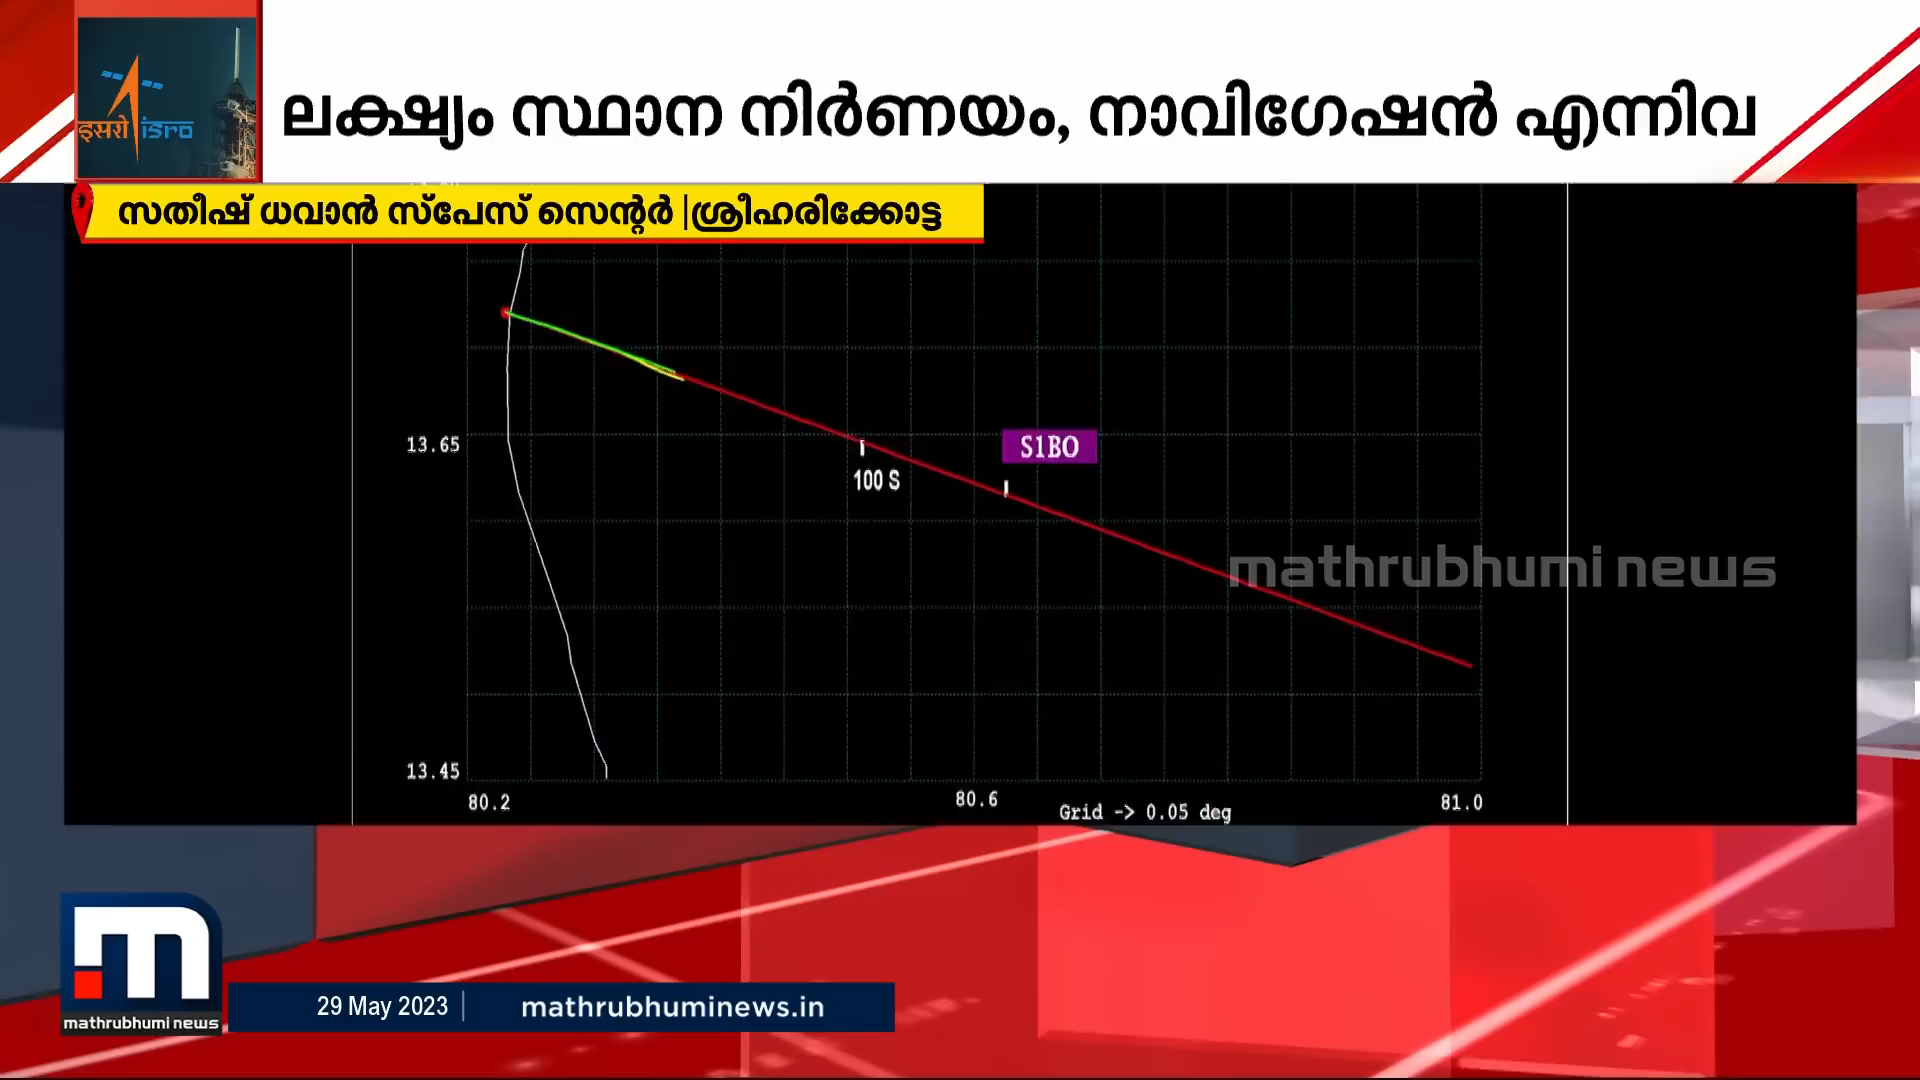 इसरो isro
ലക്ഷ്യം സ്ഥാന നിർണയം, നാവിഗേഷൻ എന്നിവ
സതീഷ് ധവാൻ സ്പേസ് സെന്റർ |ശ്രീഹരിക്കോട്ട
13.65
S1BO
100 S
mathrubhumi news
13.45
80.2
80.6
81.0
Grid -> 0.05 deg
29 May 2023
mathrubhuminews.in
mathrubhumi news